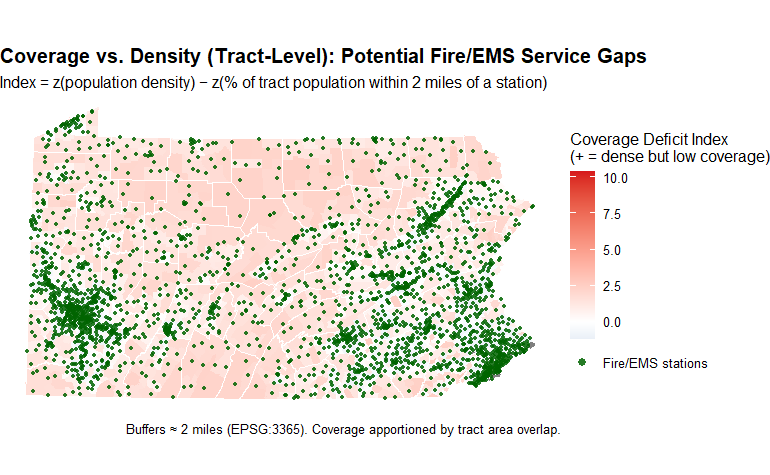 Coverage vs. Density (Tract-Level): Potential Fire/EMS Service Gaps
Index = z(population density) − z(% of tract population within 2 miles of a station)
Coverage Deficit Index
(+ = dense but low coverage)
10.0
7.5
5.0
2.5
0.0
Fire/EMS stations
Buffers ≈ 2 miles (EPSG:3365). Coverage apportioned by tract area overlap.